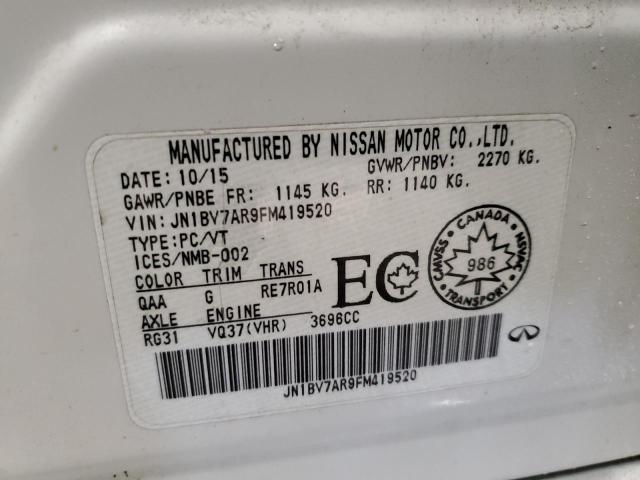 MANUFACTURED BY NISSAN MOTOR CO.,LTD.
DATE: 10/15 GVWR/PNBV: 2270 KG.
GAWR/PNBE FR: 1145 KG. RR: 1140 KG.
VIN: JN1BV7AR9FM419520
TYPE: PC/VT
ICES/NMB-002
COLOR TRIM TRANS
QAA G RE7R01A
AXLE ENGINE
RG31 VQ37(VHR) 3696CC
EC
CANADA
CMVSS 986 NSVAC
TRANSPORT
JN1BV7AR9FM419520